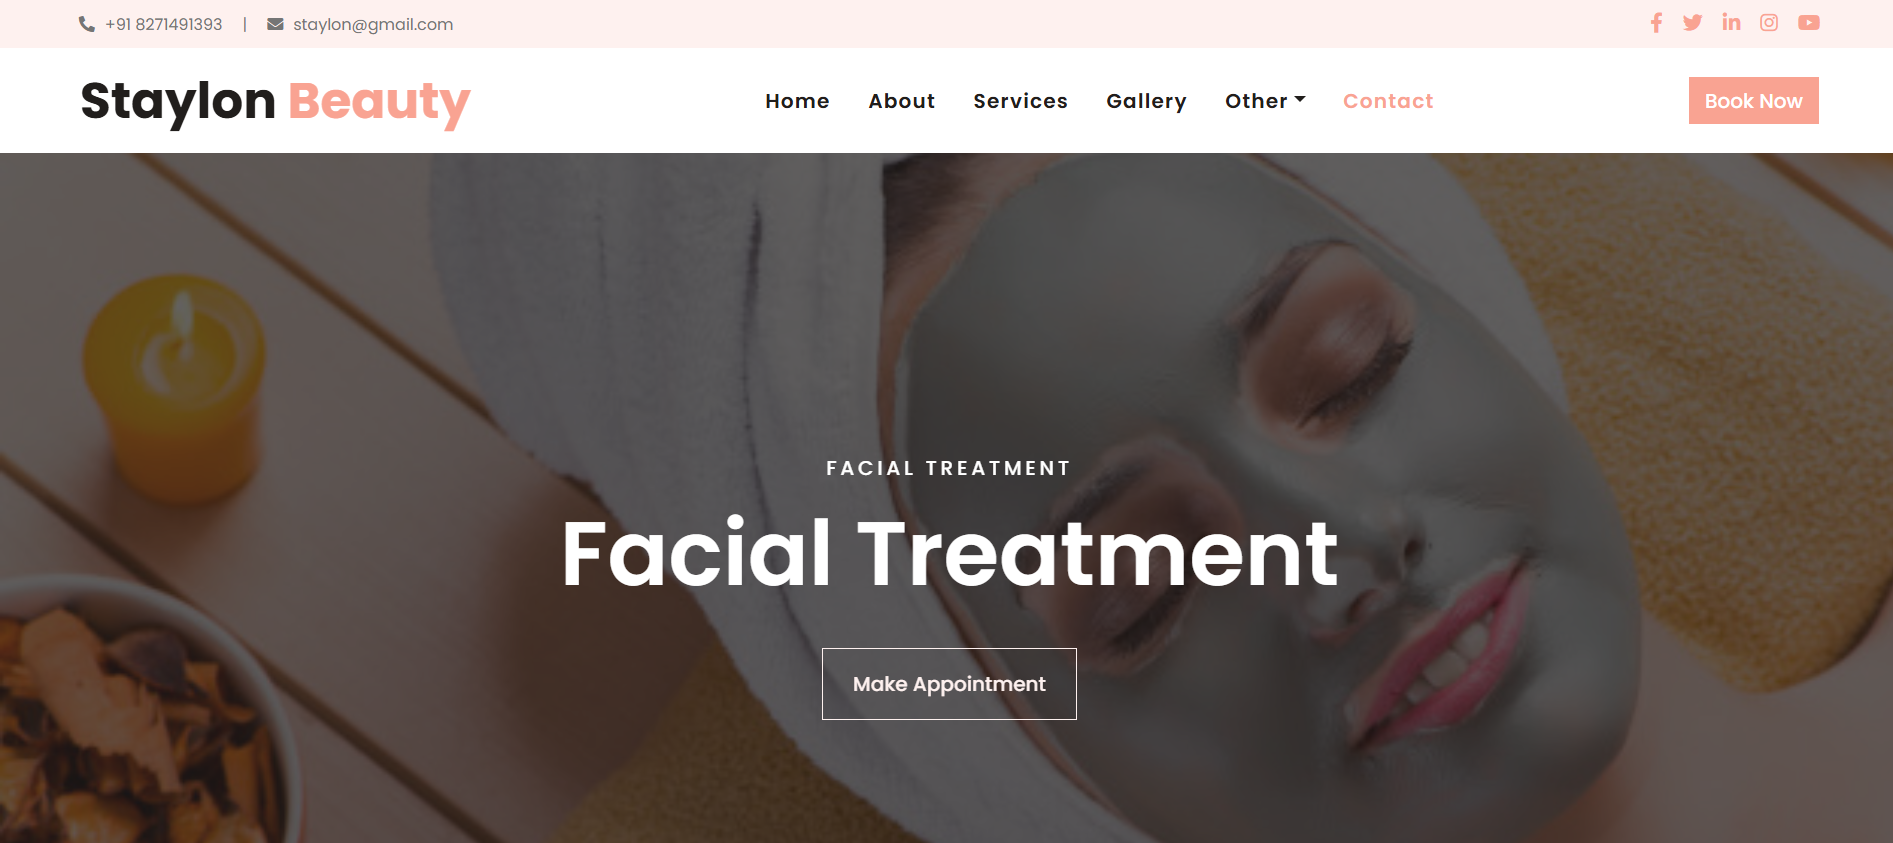 +91 8271491393 | staylon@gmail.com
Staylon Beauty
Home About Services Gallery Other Contact
Book Now
FACIAL TREATMENT
Facial Treatment
Make Appointment